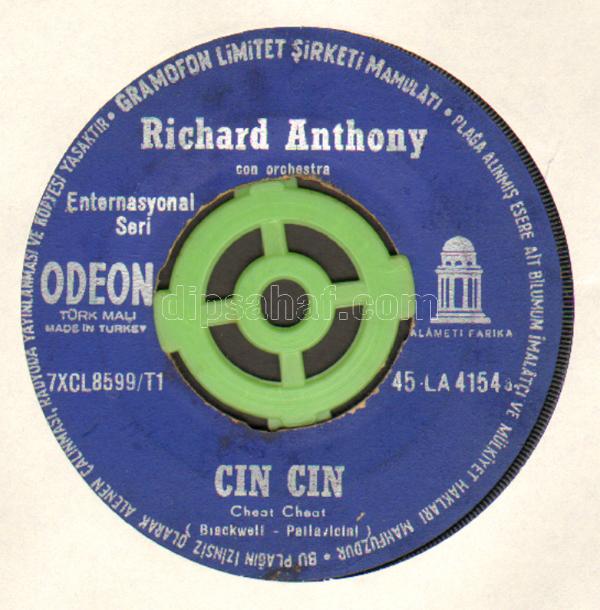 GRAMOFON LİMİTET ŞİRKETİ MAMULATI • PLAĞA ALINMIŞ ESERE AİT BİLUMUM İMALATÇI VE MÜLKİYET HAKLARI MAHFUZDUR • BU PLAĞIN İZİNSİZ OLARAK ALENEN ÇALINMASI, RADYODA YAYINLANMASI VE KOPYESİ YASAKTIR •
Richard Anthony
con orchestra
Enternasyonal
Seri
ODEON
TÜRK MALI
MADE IN TURKEY
ALÂMETİ FARİKA
dipsahaf.com
7XCL8599/T1
45-LA 4154
CIN CIN
Cheat Cheat
( Blackwell - Pallavicini )